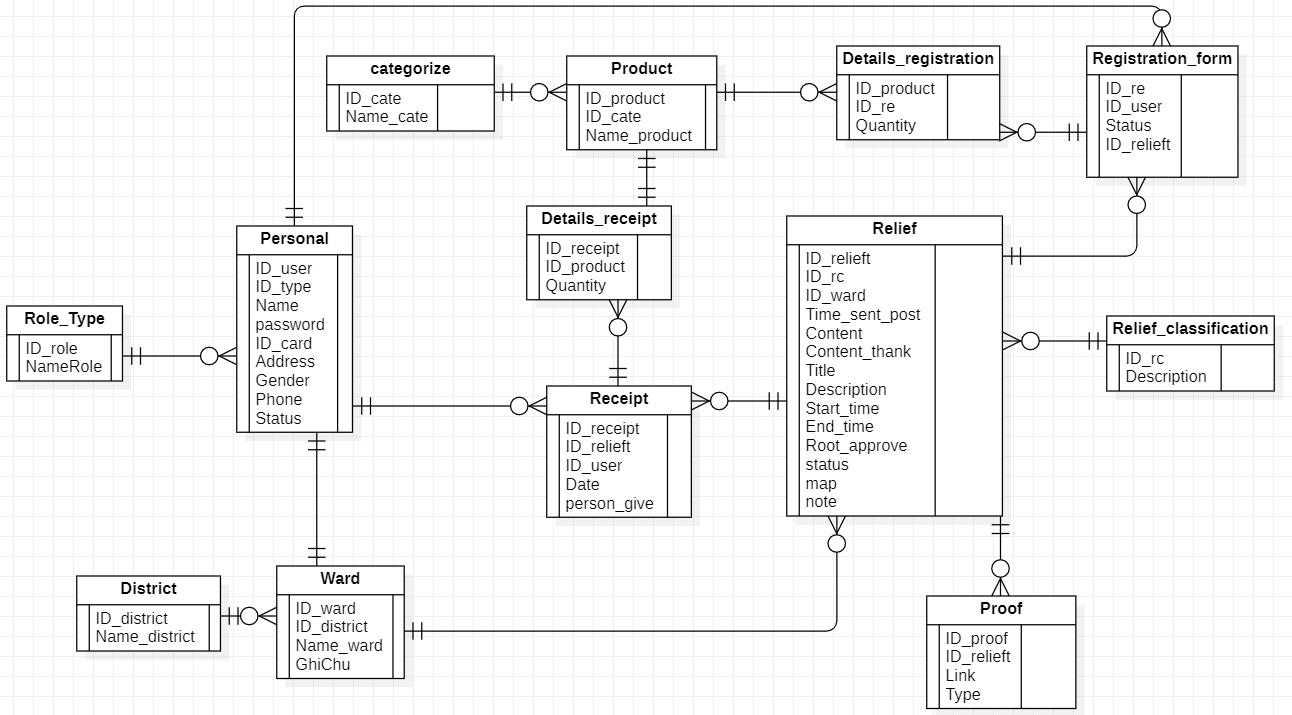 categorize
ID_cate
Name_cate
Product
ID_product
ID_cate
Name_product
Details_registration
ID_product
ID_re
Quantity
Registration_form
ID_re
ID_user
Status
ID_relieft
Details_receipt
ID_receipt
ID_product
Quantity
Personal
ID_user
ID_type
Name
password
ID_card
Address
Gender
Phone
Status
Relief
ID_relieft
ID_rc
ID_ward
Time_sent_post
Content
Content_thank
Title
Description
Start_time
End_time
Root_approve
status
map
note
Role_Type
ID_role
NameRole
Relief_classification
ID_rc
Description
Receipt
ID_receipt
ID_relieft
ID_user
Date
person_give
District
ID_district
Name_district
Ward
ID_ward
ID_district
Name_ward
GhiChu
Proof
ID_proof
ID_relieft
Link
Type